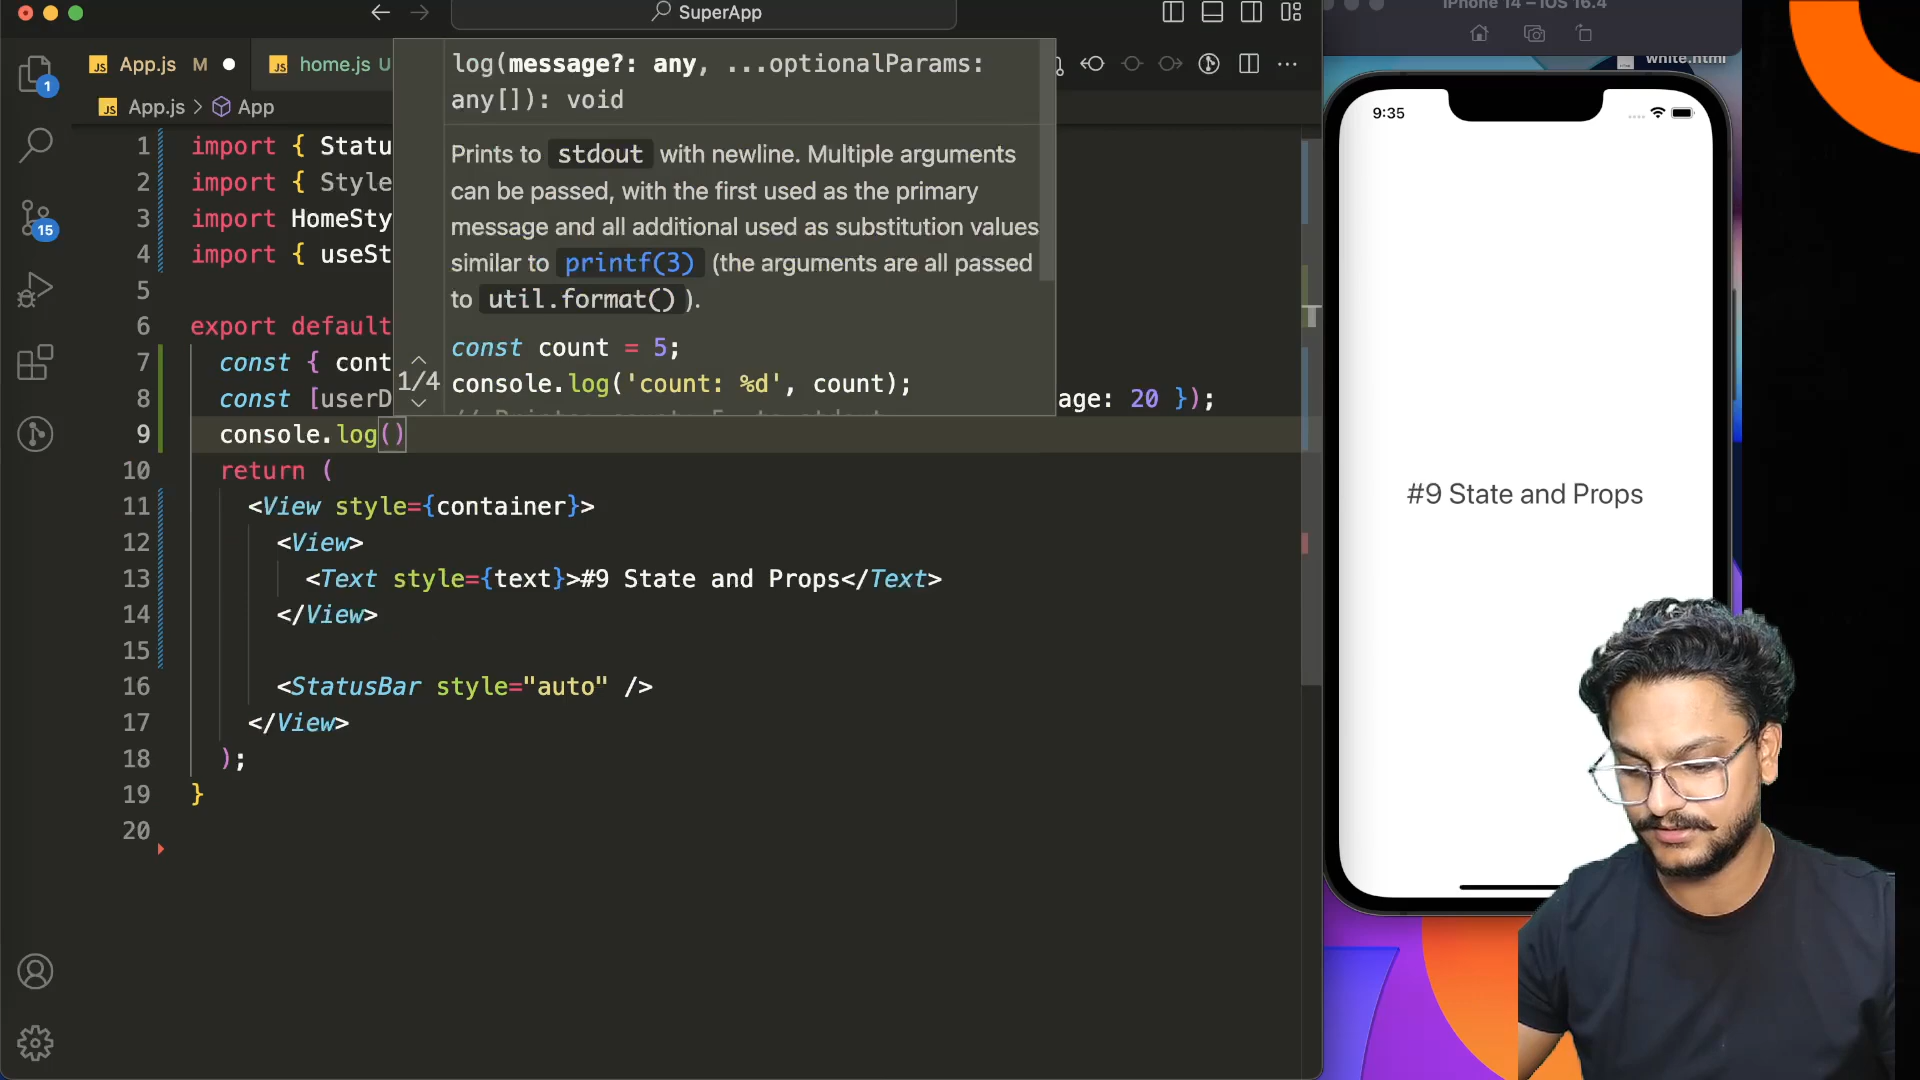 SuperApp
iPhone 14 – iOS 16.4
App.js M
home.js U
App.js > App
log(message?: any, ...optionalParams:
any[]): void
Prints to stdout with newline. Multiple arguments
can be passed, with the first used as the primary
message and all additional used as substitution values
similar to printf(3) (the arguments are all passed
to util.format() ).
const count = 5;
console.log('count: %d', count);
1/4
1 import { Statu
2 import { Style
3 import HomeSty
4 import { useSt
5
6 export default
7 const { cont
8 const [userD age: 20 });
9 console.log()
10 return (
11 <View style={container}>
12 <View>
13 <Text style={text}>#9 State and Props</Text>
14 </View>
15
16 <StatusBar style="auto" />
17 </View>
18 );
19 }
20
1
15
white.html
9:35
#9 State and Props